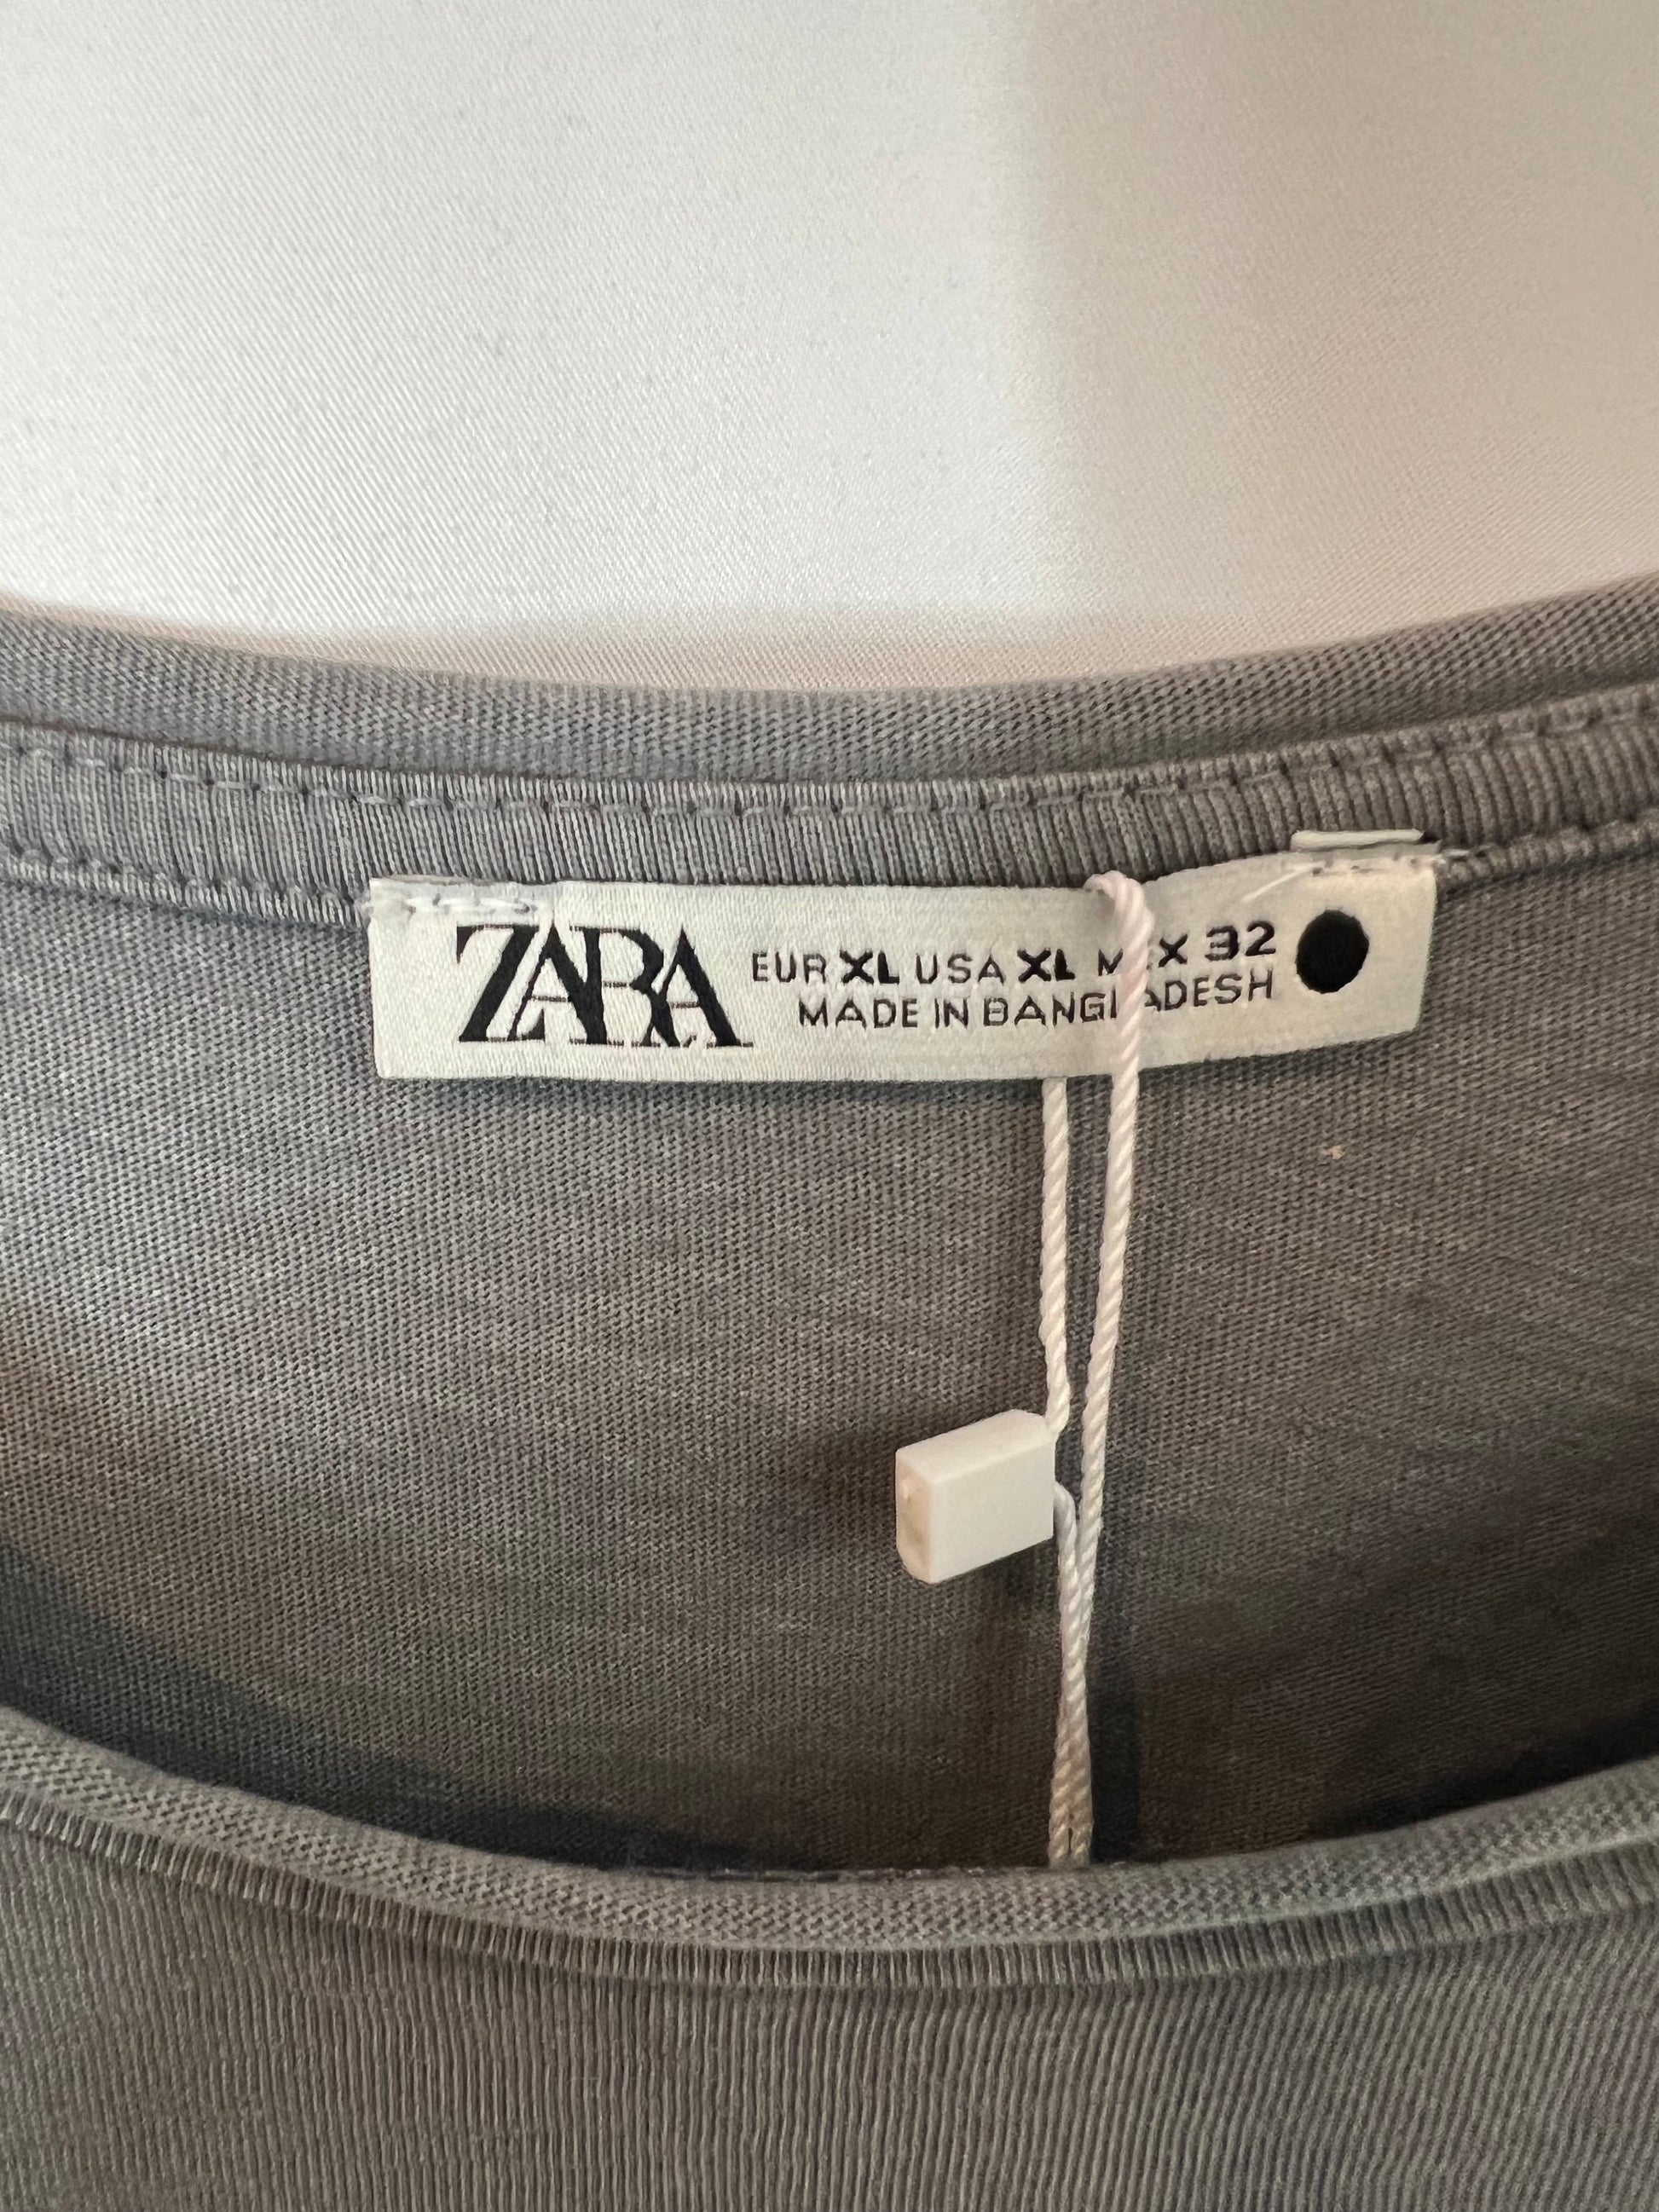 ZARA
EUR XL USA XL MEX 32
MADE IN BANGLADESH